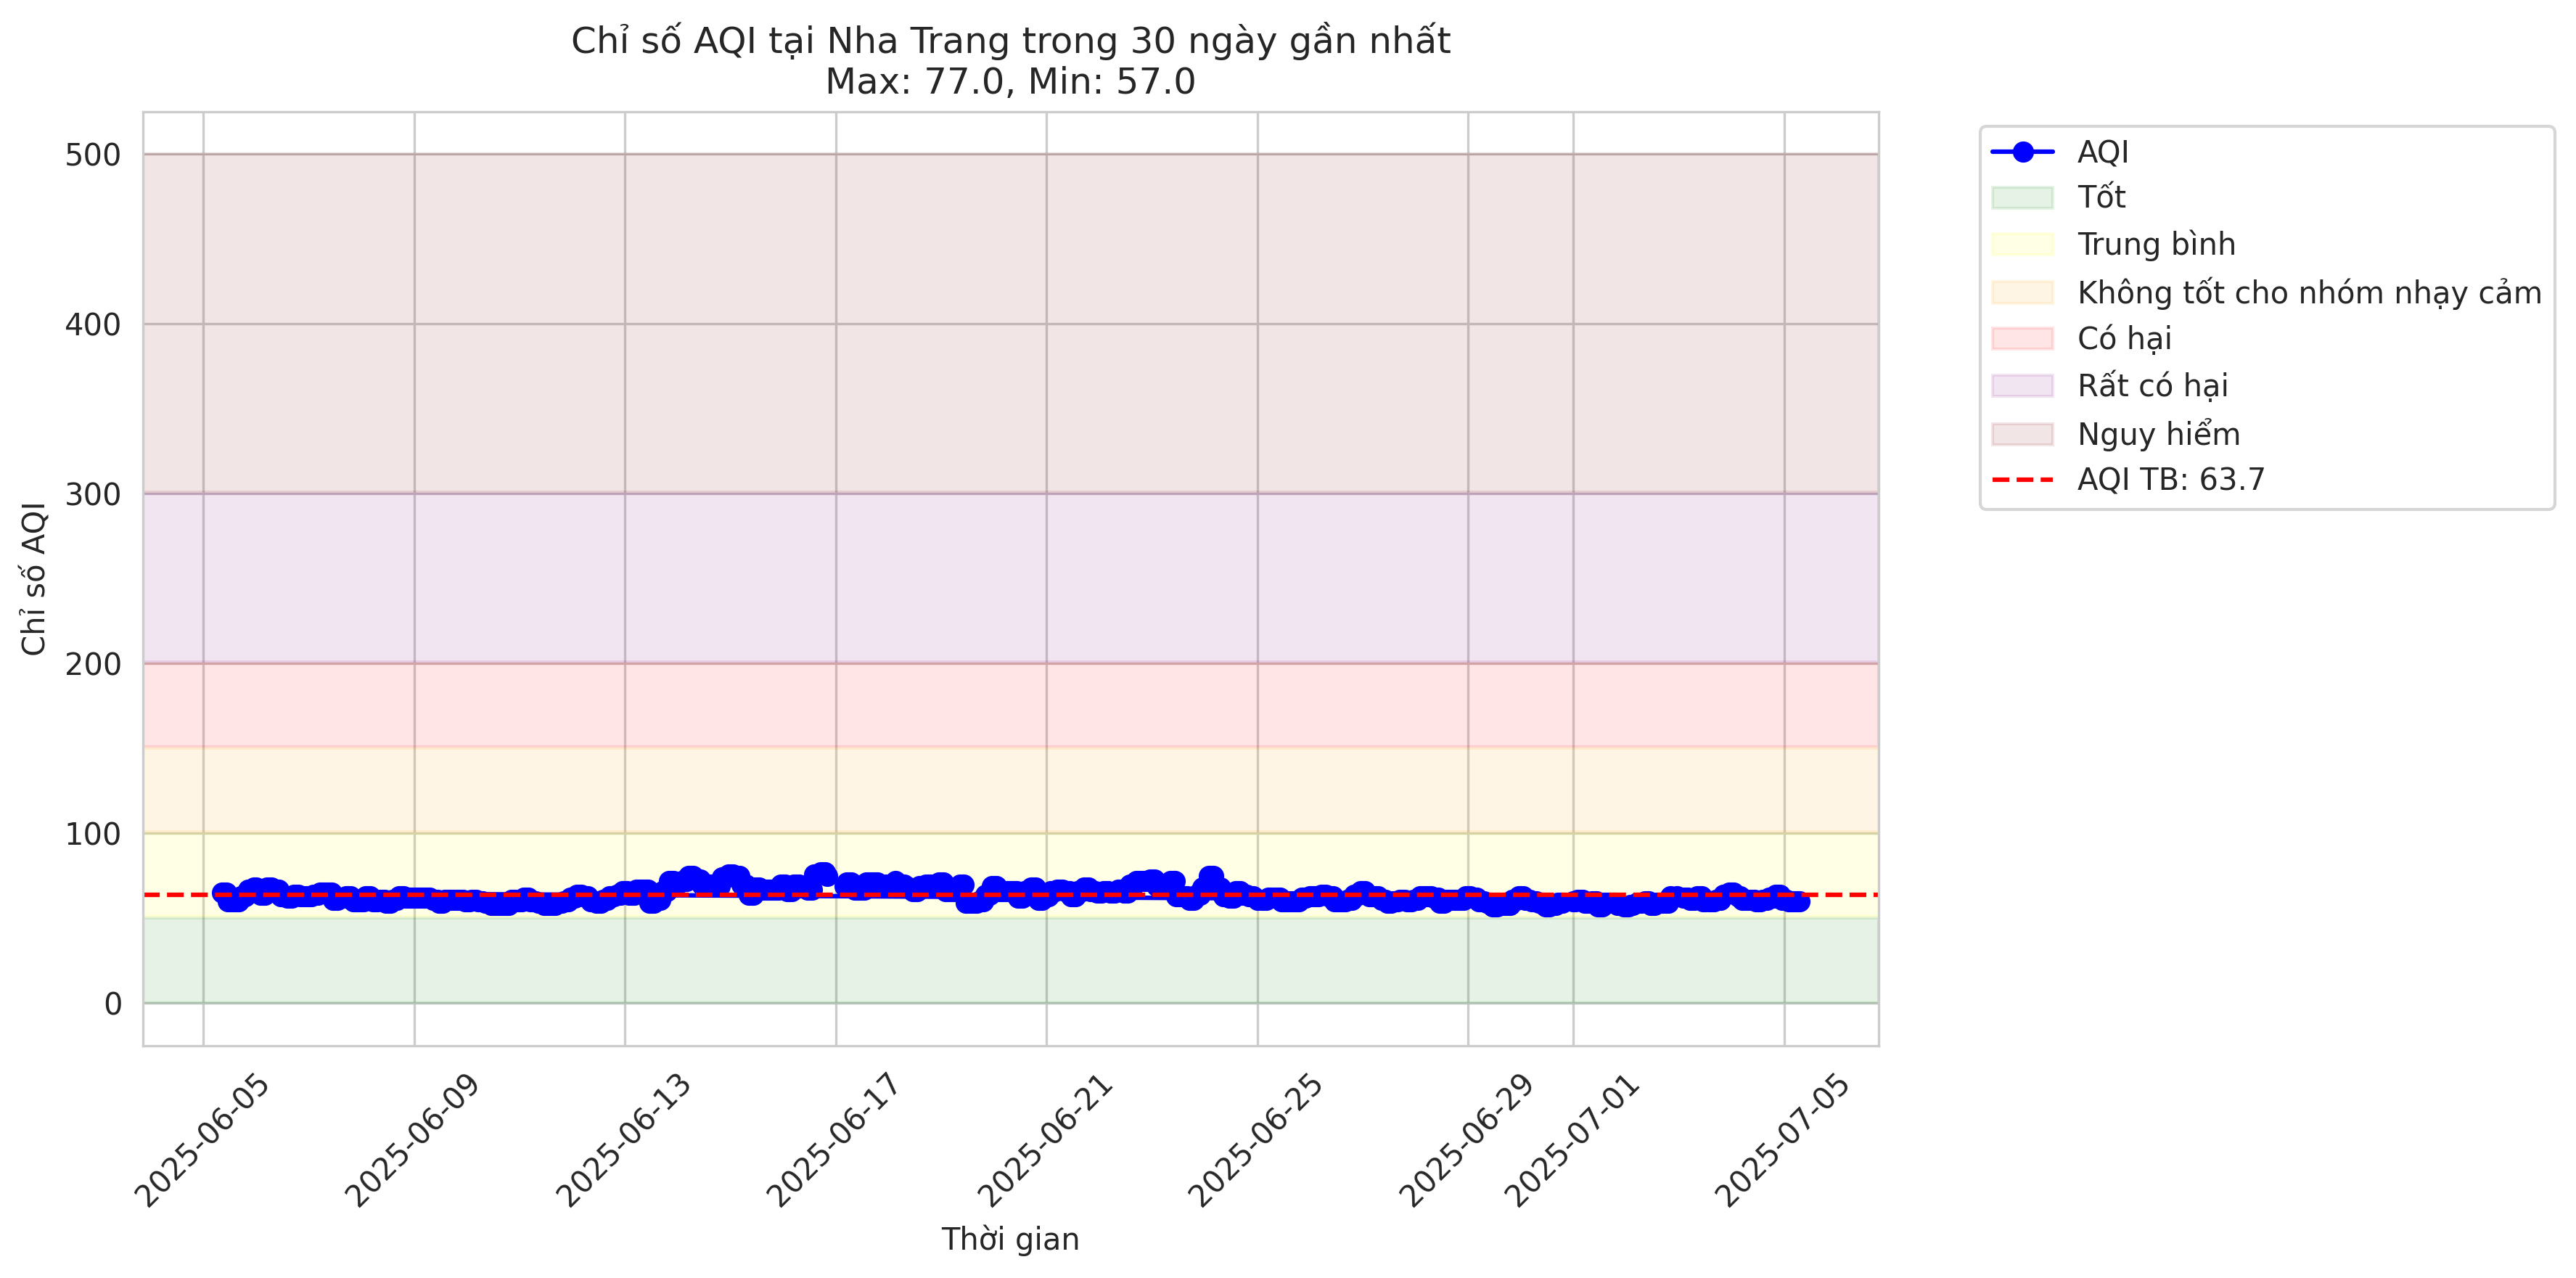 Chỉ số AQI tại Nha Trang trong 30 ngày gần nhất
Max: 77.0, Min: 57.0
Chỉ số AQI
500
400
300
200
100
0
2025-06-05
2025-06-09
2025-06-13
2025-06-17
2025-06-21
2025-06-25
2025-06-29
2025-07-01
2025-07-05
Thời gian
AQI
Tốt
Trung bình
Không tốt cho nhóm nhạy cảm
Có hại
Rất có hại
Nguy hiểm
AQI TB: 63.7